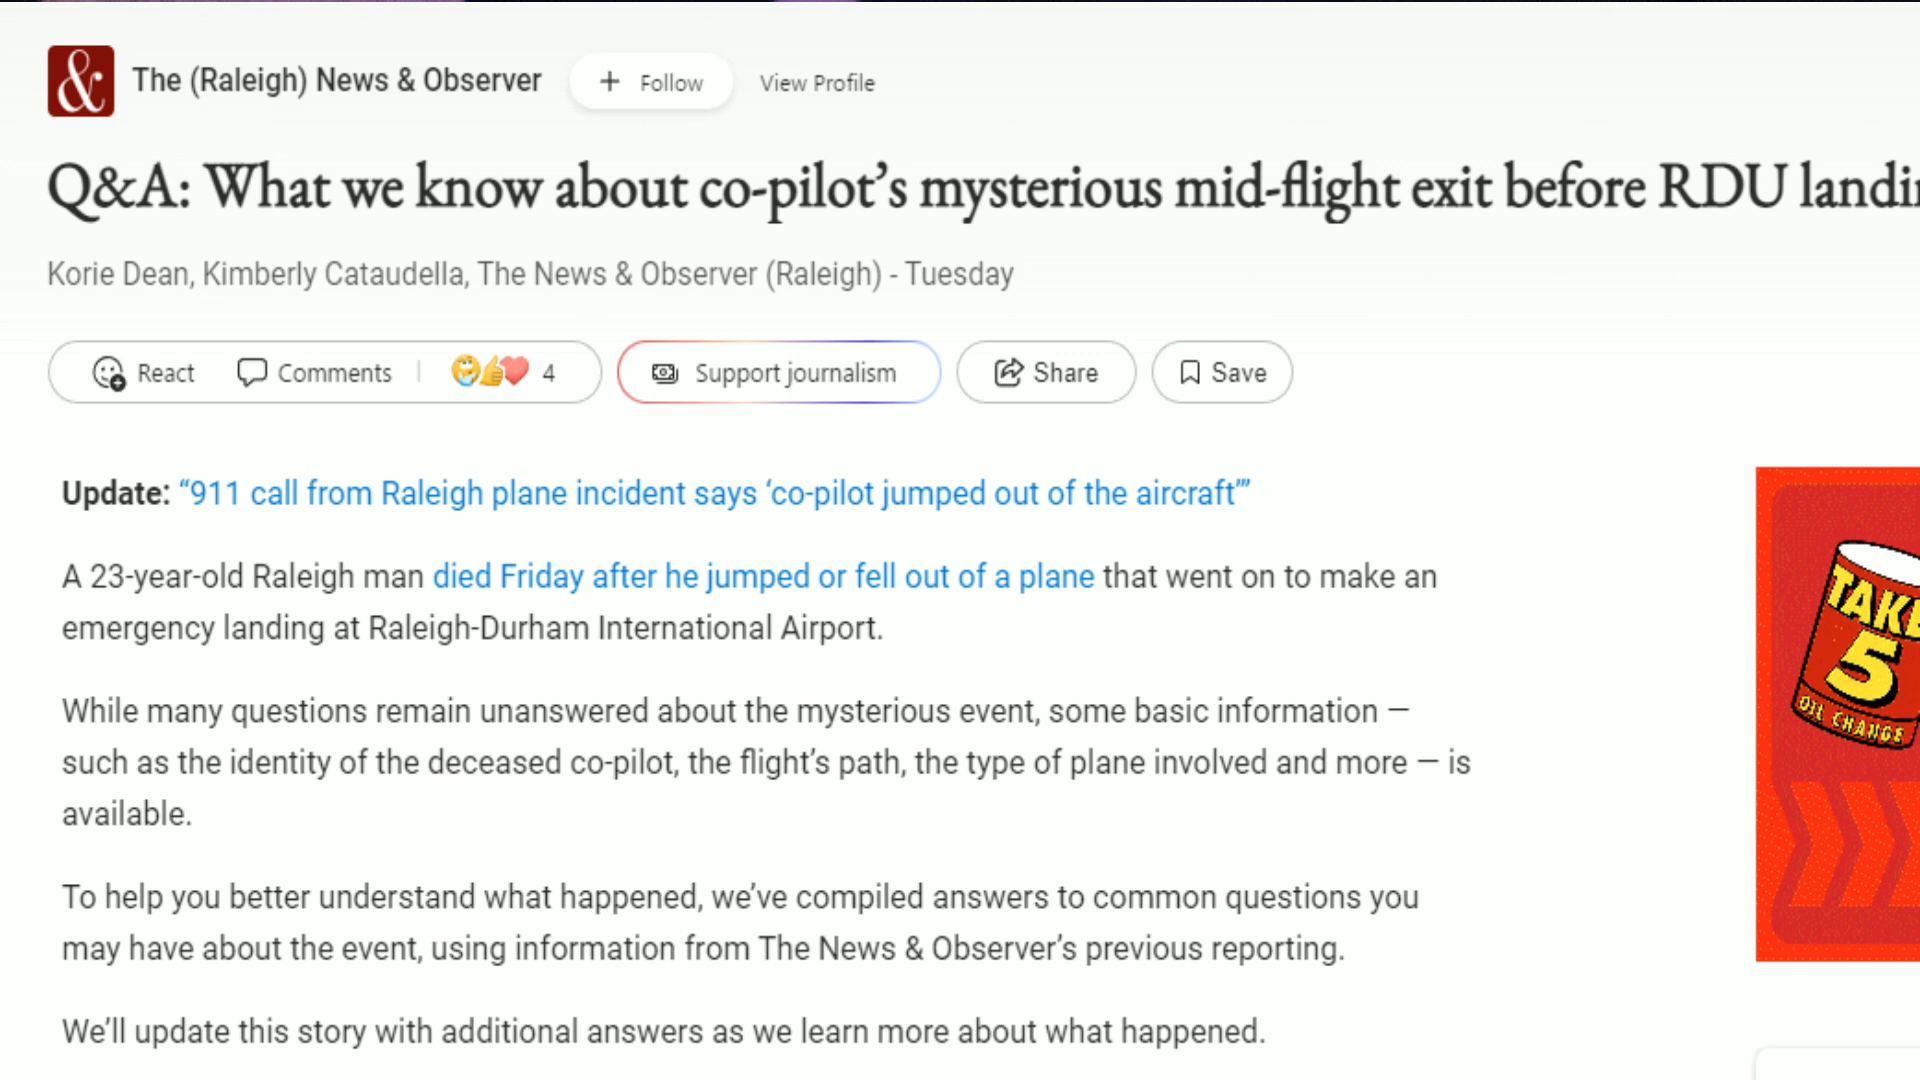 & The (Raleigh) News & Observer + Follow View Profile
Q&A: What we know about co-pilot’s mysterious mid-flight exit before RDU landin
Korie Dean, Kimberly Cataudella, The News & Observer (Raleigh) - Tuesday
React Comments | 4 Support journalism Share Save
Update: “911 call from Raleigh plane incident says ‘co-pilot jumped out of the aircraft’”
A 23-year-old Raleigh man died Friday after he jumped or fell out of a plane that went on to make an
emergency landing at Raleigh-Durham International Airport.
While many questions remain unanswered about the mysterious event, some basic information —
such as the identity of the deceased co-pilot, the flight’s path, the type of plane involved and more — is
available.
To help you better understand what happened, we’ve compiled answers to common questions you
may have about the event, using information from The News & Observer’s previous reporting.
We’ll update this story with additional answers as we learn more about what happened.
TAKE
5
OIL CHANGE